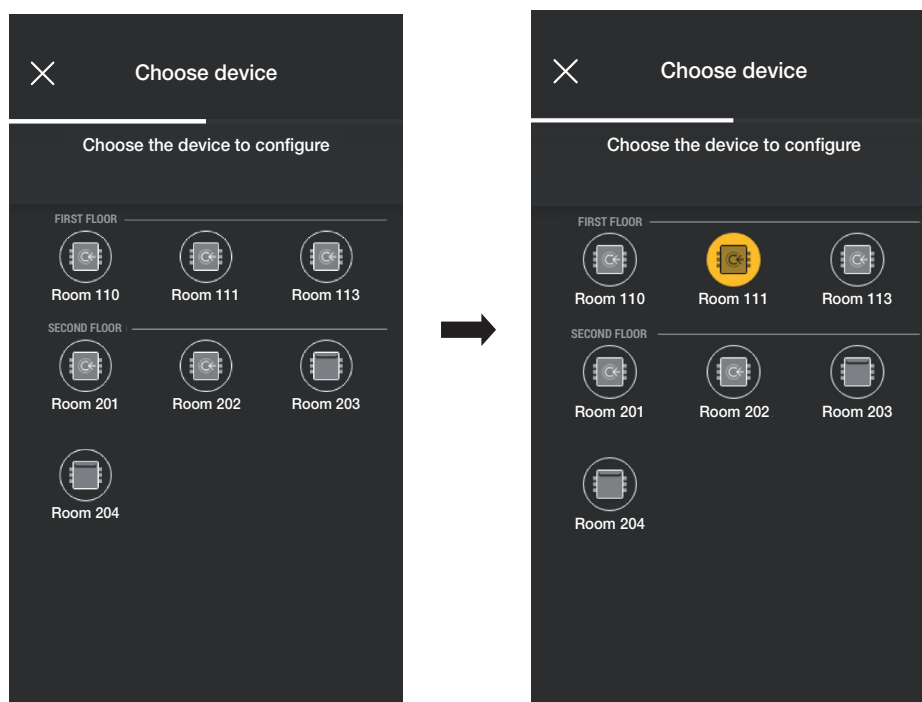 Choose device
Choose the device to configure
FIRST FLOOR
Room 110 Room 111 Room 113
SECOND FLOOR
Room 201 Room 202 Room 203
Room 204
Choose device
Choose the device to configure
FIRST FLOOR
Room 110 Room 111 Room 113
SECOND FLOOR
Room 201 Room 202 Room 203
Room 204